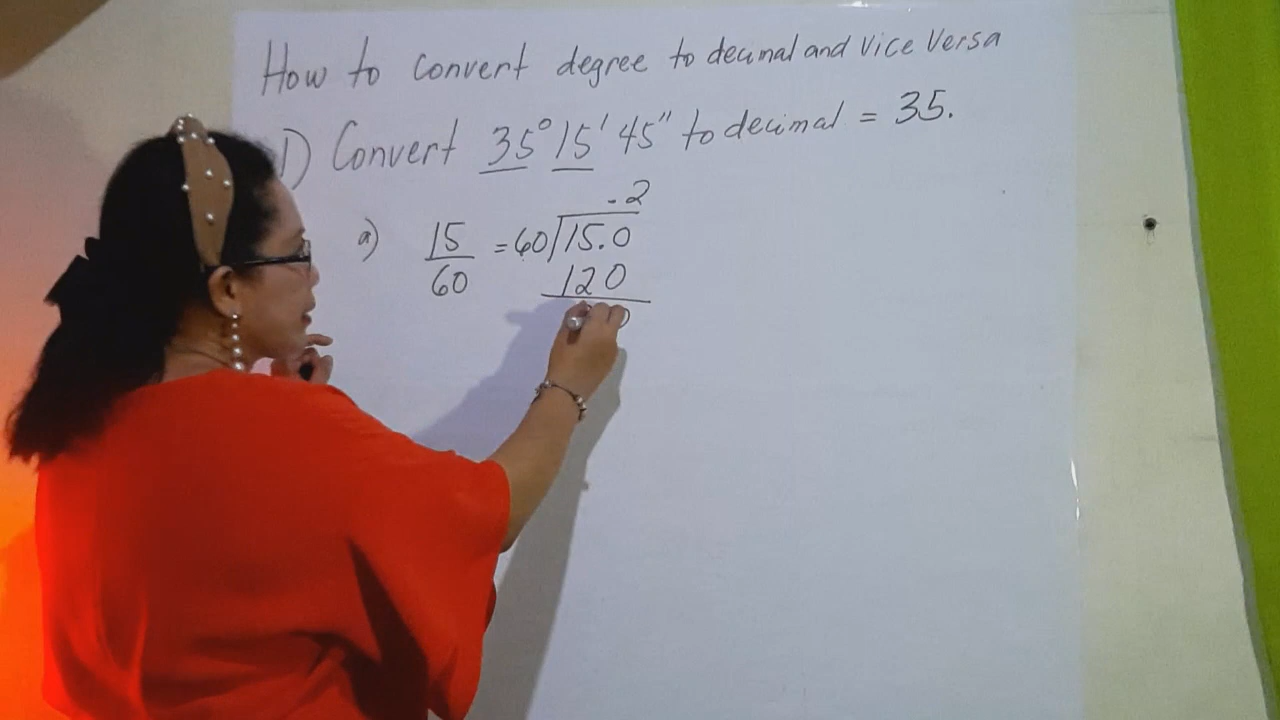 How to convert degree to decimal and Vice Versa
1) Convert 35° 15' 45" to decimal = 35.
.2
a) 15/60 = 60)15.0
120
0